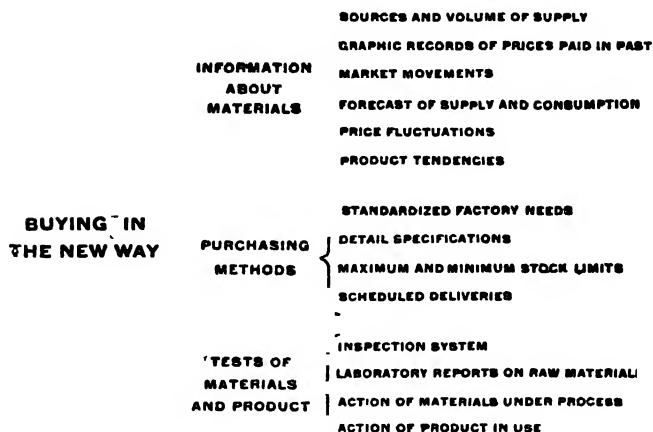 BUYING IN
THE NEW WAY
INFORMATION
ABOUT
MATERIALS
SOURCES AND VOLUME OF SUPPLY
GRAPHIC RECORDS OF PRICES PAID IN PAST
MARKET MOVEMENTS
FORECAST OF SUPPLY AND CONSUMPTION
PRICE FLUCTUATIONS
PRODUCT TENDENCIES
PURCHASING
METHODS
STANDARDIZED FACTORY NEEDS
DETAIL SPECIFICATIONS
MAXIMUM AND MINIMUM STOCK LIMITS
SCHEDULED DELIVERIES
TESTS OF
MATERIALS
AND PRODUCT
INSPECTION SYSTEM
LABORATORY REPORTS ON RAW MATERIAL
ACTION OF MATERIALS UNDER PROCESS
ACTION OF PRODUCT IN USE